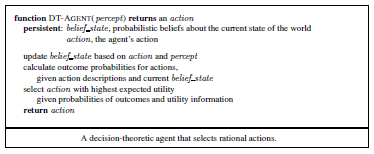 function DT-AGENT(percept) returns an action
persistent: belief_state, probabilistic beliefs about the current state of the world
action, the agent's action
update belief_state based on action and percept
calculate outcome probabilities for actions,
given action descriptions and current belief_state
select action with highest expected utility
given probabilities of outcomes and utility information
return action
A decision-theoretic agent that selects rational actions.